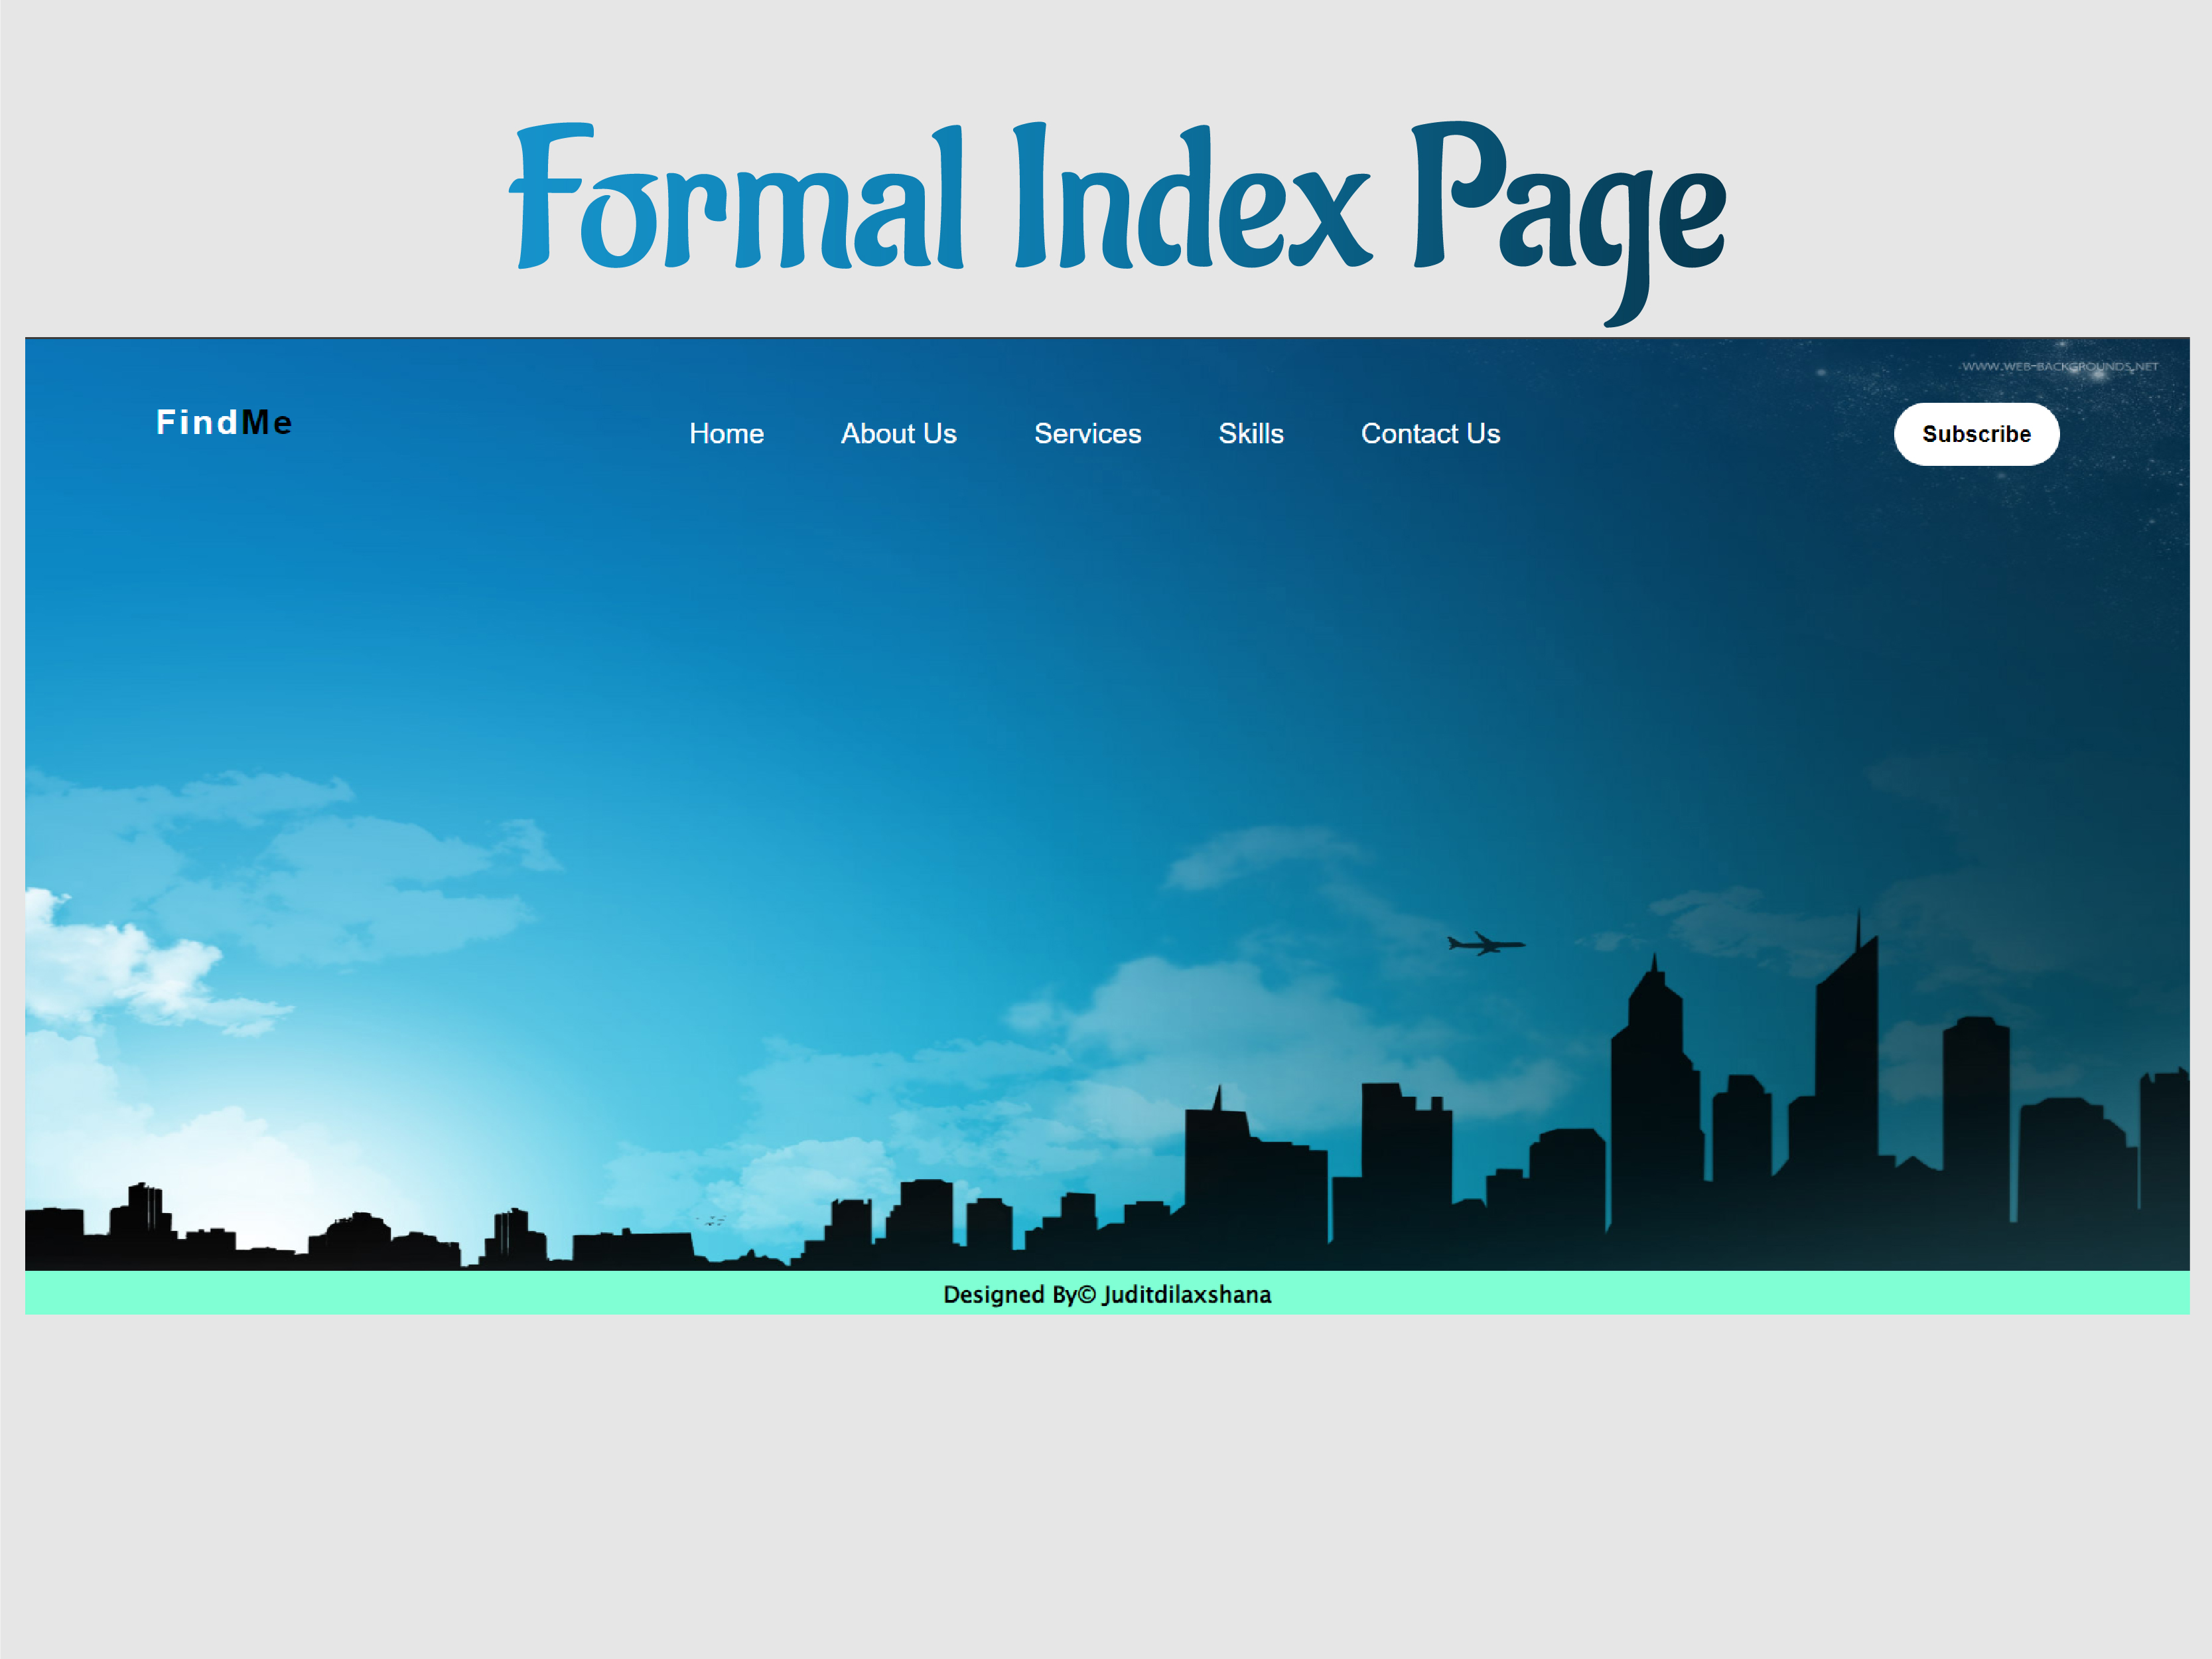 Formal Index Page
WWW.WEB-BACKGROUNDS.NET
FindMe Home About Us Services Skills Contact Us Subscribe
Designed By© Juditdilaxshana